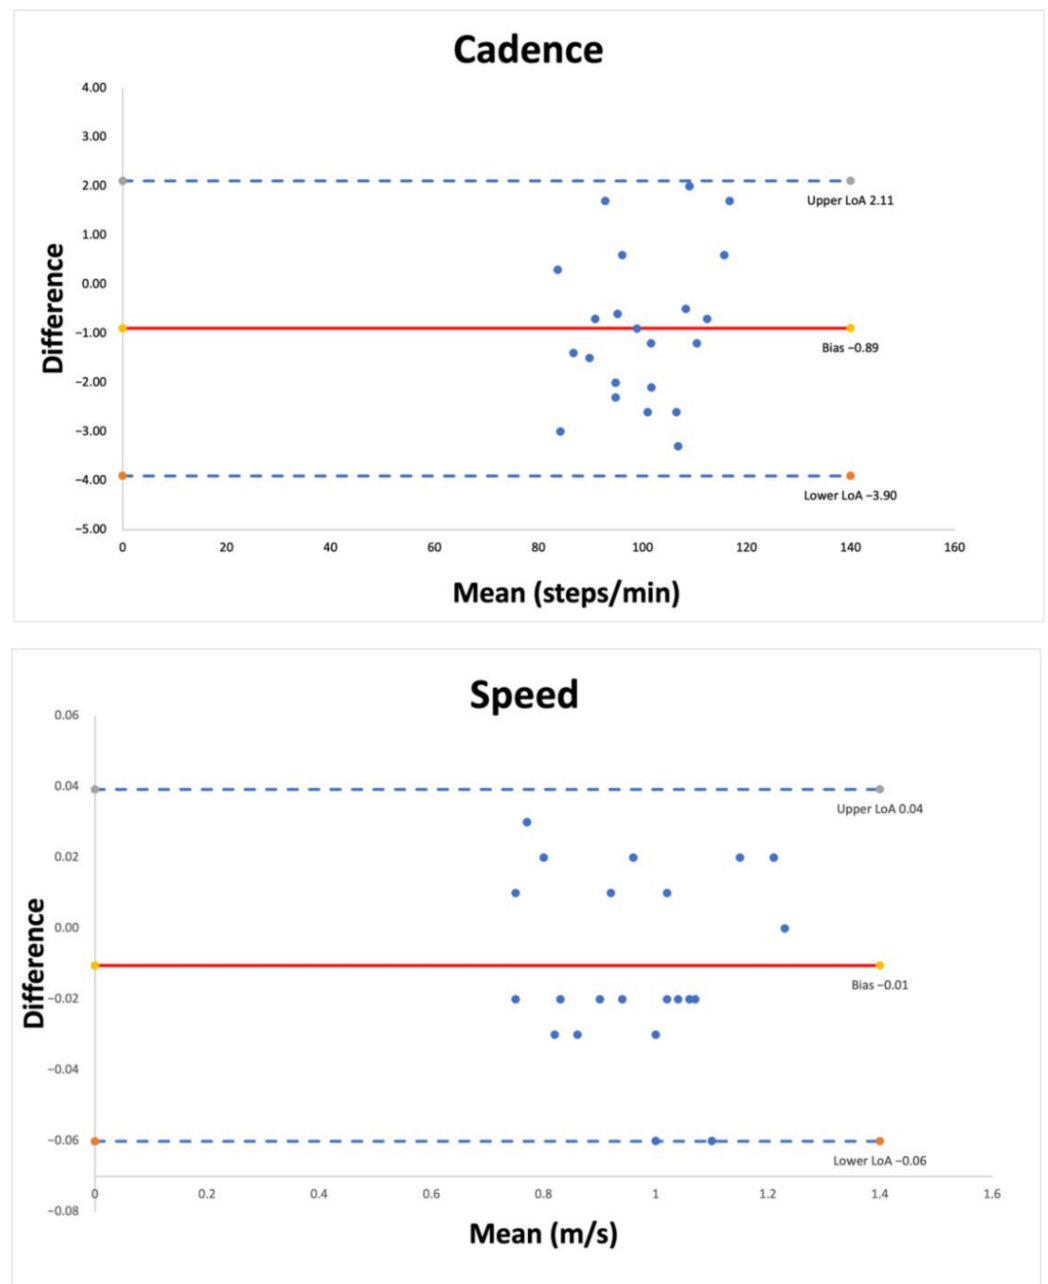 Cadence
4.00
3.00
2.00
1.00
0.00
−1.00
−2.00
−3.00
−4.00
−5.00
Difference
Upper LoA 2.11
Bias −0.89
Lower LoA −3.90
0 20 40 60 80 100 120 140 160
Mean (steps/min)
Speed
0.06
0.04
0.02
0.00
−0.02
−0.04
−0.06
−0.08
Difference
Upper LoA 0.04
Bias −0.01
Lower LoA −0.06
0 0.2 0.4 0.6 0.8 1 1.2 1.4 1.6
Mean (m/s)